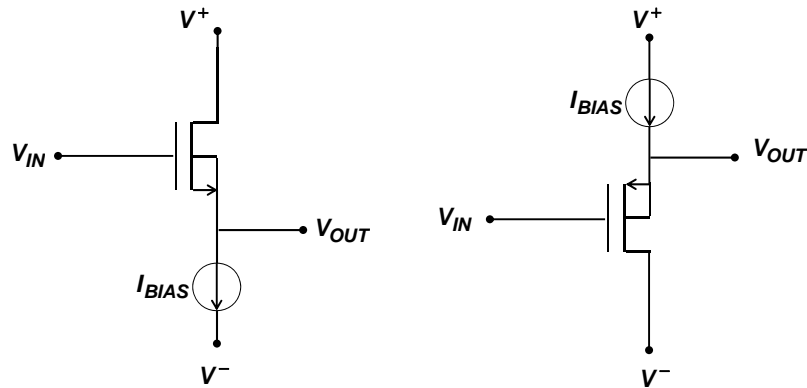 V⁺
V_IN
V_OUT
I_BIAS
V⁻
V⁺
I_BIAS
V_OUT
V_IN
V⁻